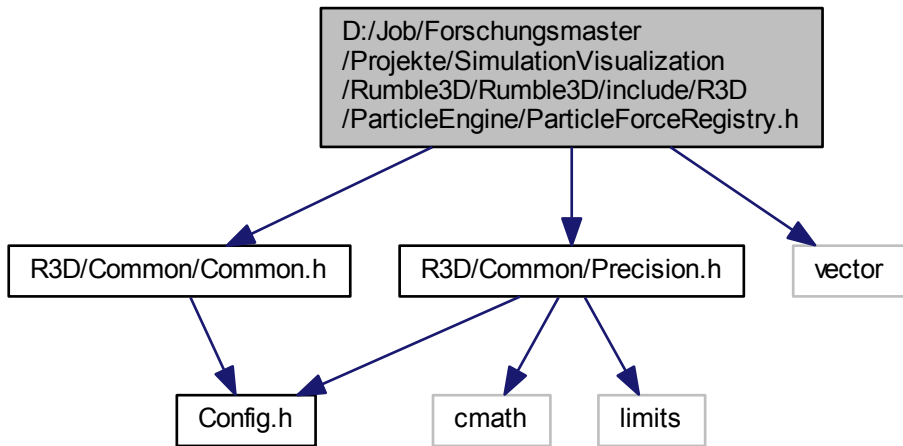 D:/Job/Forschungsmaster
/Projekte/SimulationVisualization
/Rumble3D/Rumble3D/include/R3D
/ParticleEngine/ParticleForceRegistry.h
R3D/Common/Common.h
R3D/Common/Precision.h
vector
Config.h
cmath
limits